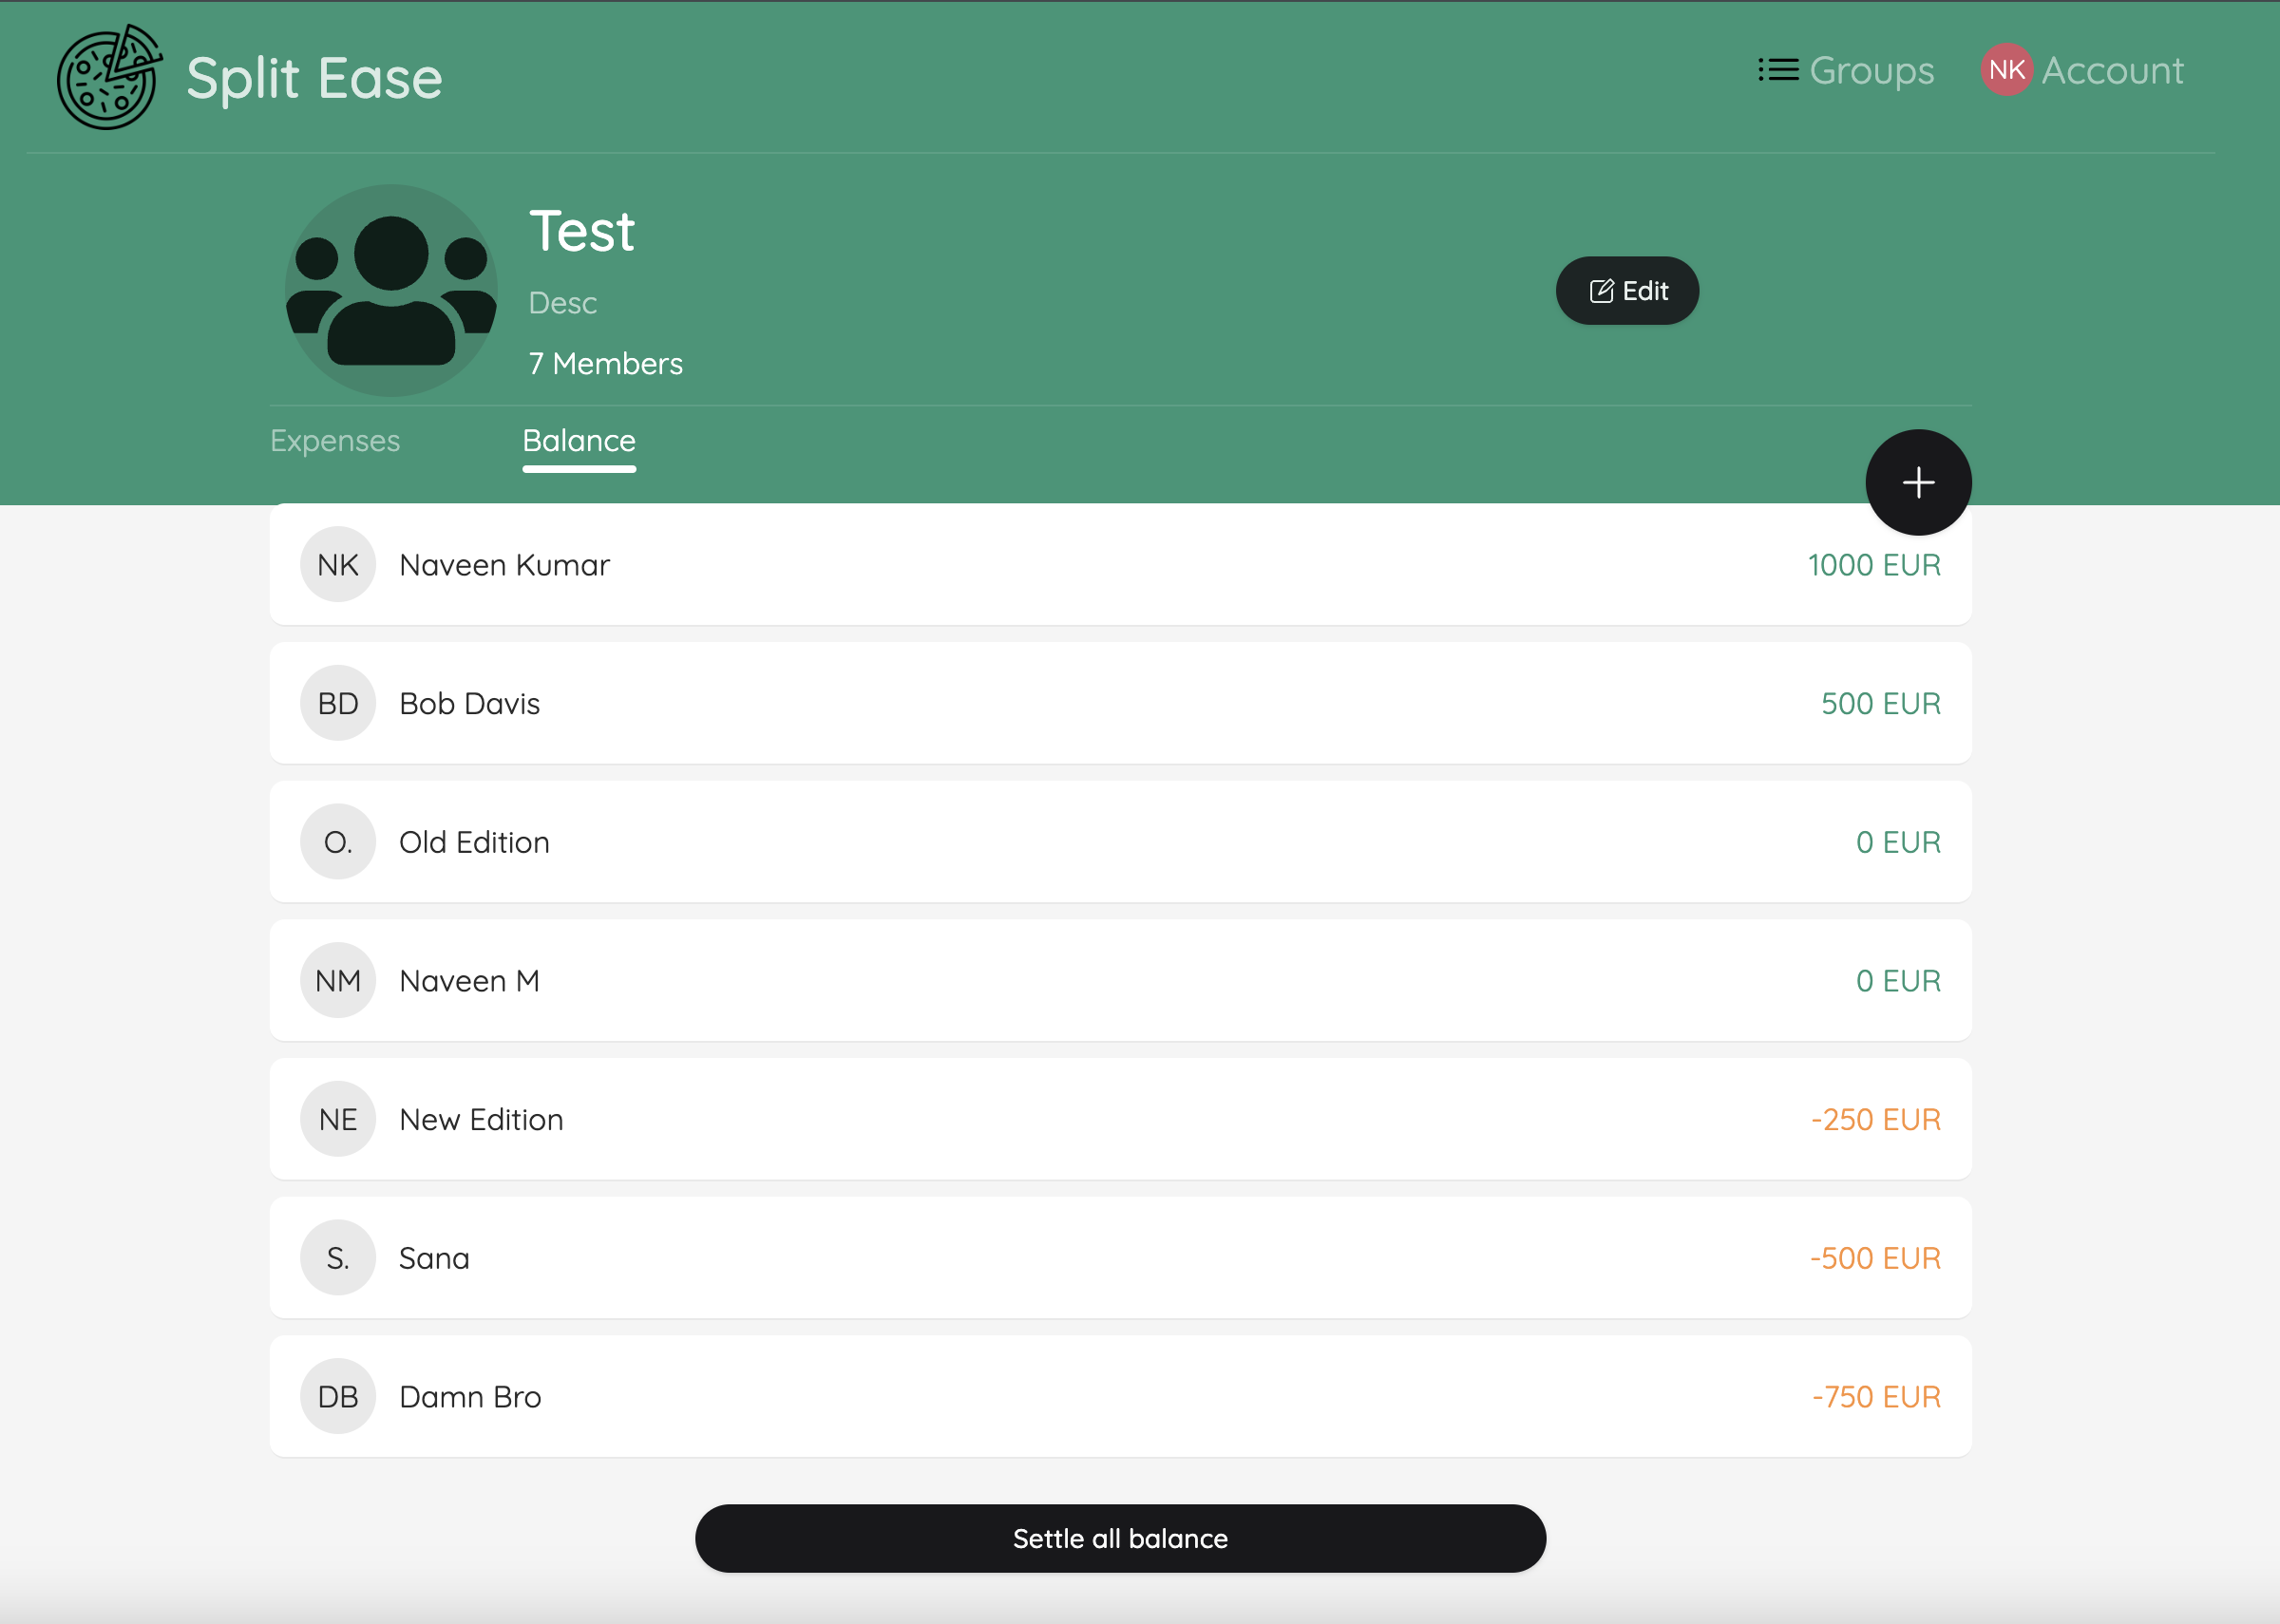 Split Ease
Groups
NK Account
Test
Desc
7 Members
Edit
Expenses Balance
NK Naveen Kumar 1000 EUR
BD Bob Davis 500 EUR
O. Old Edition 0 EUR
NM Naveen M 0 EUR
NE New Edition -250 EUR
S. Sana -500 EUR
DB Damn Bro -750 EUR
Settle all balance